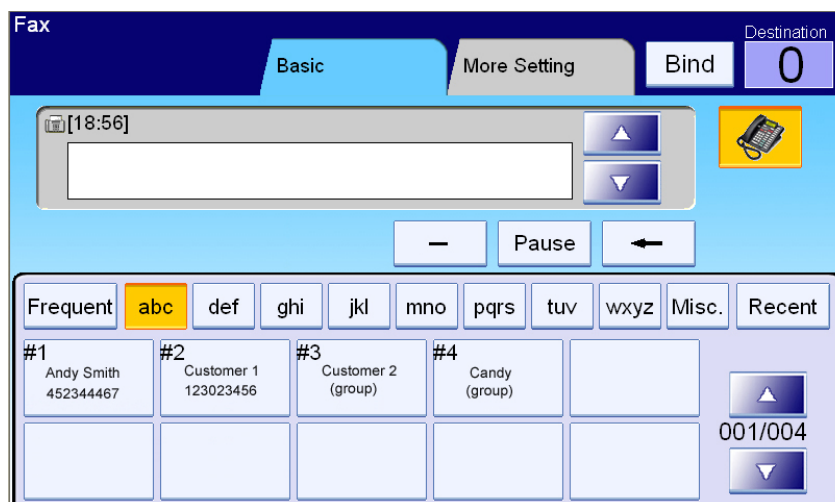 Fax
Destination
Basic
More Setting
Bind
0
[18:56]
–
Pause
Frequent
abc
def
ghi
jkl
mno
pqrs
tuv
wxyz
Misc.
Recent
#1
Andy Smith
452344467
#2
Customer 1
123023456
#3
Customer 2
(group)
#4
Candy
(group)
001/004